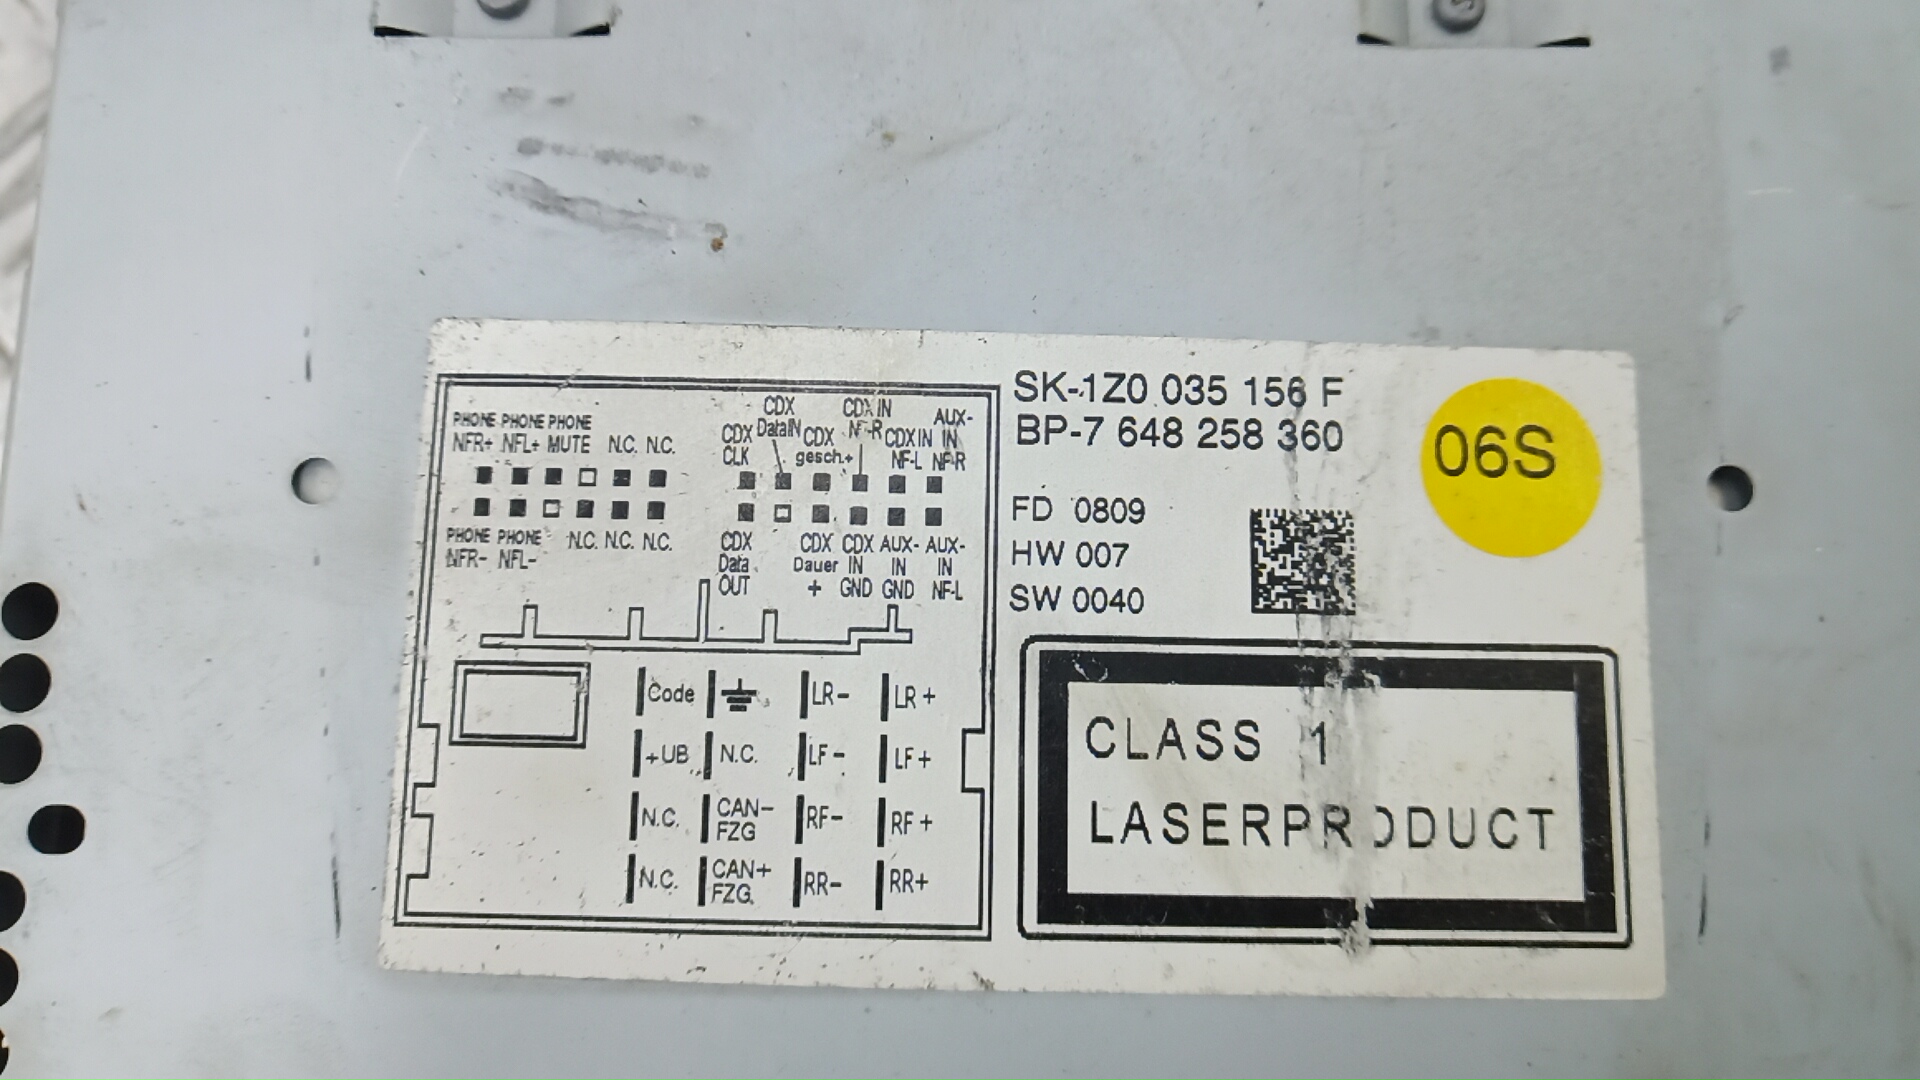 PHONE PHONE PHONE
NFR+ NFL+ MUTE N.C. N.C.
PHONE PHONE
NFR- NFL- N.C. N.C. N.C.
CDX
CLK
CDX
DataIN
CDX
gesch.+
CDX IN
NF-R
CDX IN
NF-L
AUX-
IN
NF-R
CDX
Data
OUT
CDX
Dauer
+
CDX
IN
GND
AUX-
IN
GND
AUX-
IN
NF-L
Code LR- LR+
+UB N.C. LF- LF+
N.C. CAN-
FZG RF- RF+
N.C. CAN+
FZG RR- RR+
SK-1Z0 035 156 F
BP-7 648 258 360
FD 0809
HW 007
SW 0040
06S
CLASS 1
LASERPRODUCT